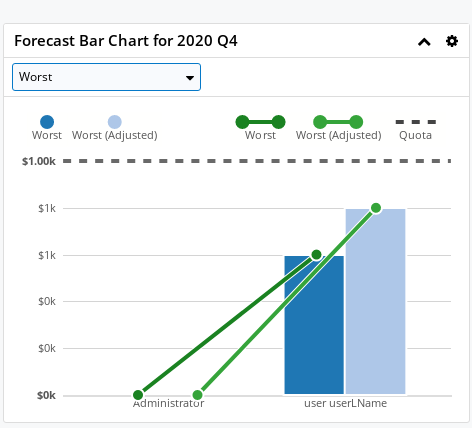 Forecast Bar Chart for 2020 Q4
Worst
Worst Worst (Adjusted) Worst Worst (Adjusted) Quota
$1.00k
$1k
$1k
$0k
$0k
$0k
Administrator user userLName